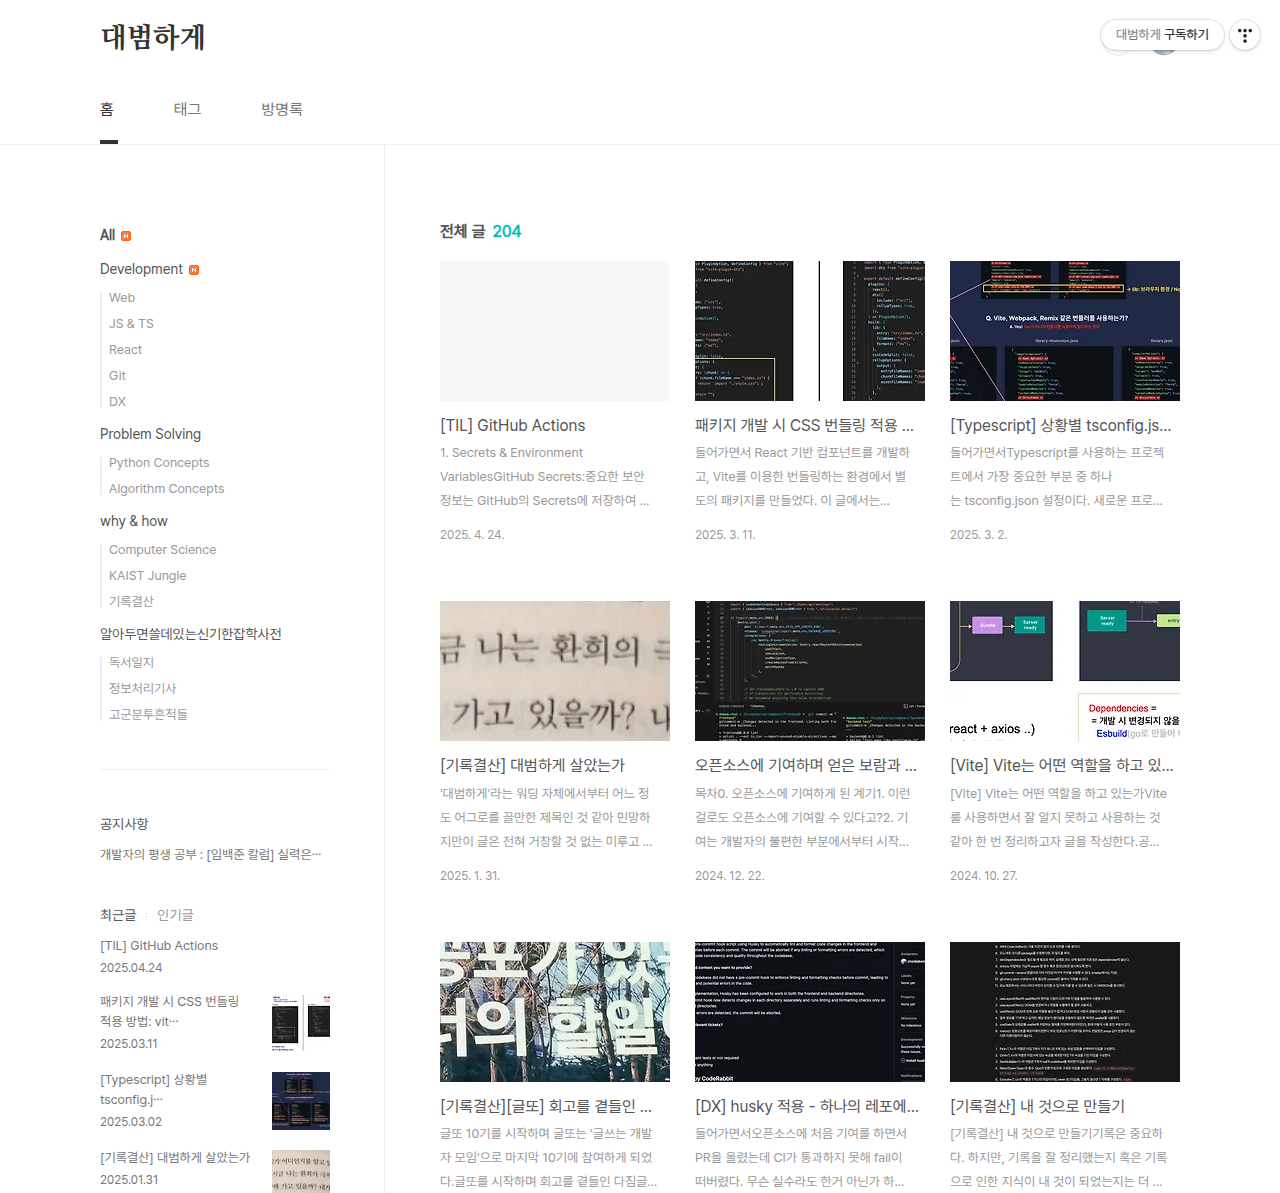 대범하게
대범하게 구독하기
홈
태그
방명록
All
Development
Web
JS & TS
React
Git
DX
Problem Solving
Python Concepts
Algorithm Concepts
why & how
Computer Science
KAIST Jungle
기록결산
알아두면쓸데있는신기한잡학사전
독서일지
정보처리기사
고군분투흔적들
공지사항
개발자의 평생 공부 : [임백준 칼럼] 실력은…
최근글
인기글
[TIL] GitHub Actions
2025.04.24
패키지 개발 시 CSS 번들링
적용 방법: vit…
2025.03.11
[Typescript] 상황별
tsconfig.j…
2025.03.02
[기록결산] 대범하게 살았는가
2025.01.31
전체 글 204
[TIL] GitHub Actions
1. Secrets & Environment
VariablesGitHub Secrets:중요한 보안
정보는 GitHub의 Secrets에 저장하여 ...
2025. 4. 24.
패키지 개발 시 CSS 번들링 적용 ...
들어가면서 React 기반 컴포넌트를 개발하
고, Vite를 이용한 번들링하는 환경에서 별
도의 패키지를 만들었다. 이 글에서는...
2025. 3. 11.
Q. Vite, Webpack, Remix 같은 번들러를 사용하는가?
[Typescript] 상황별 tsconfig.js...
들어가면서Typescript를 사용하는 프로젝
트에서 가장 중요한 부분 중 하나
는 tsconfig.json 설정이다. 새로운 프로...
2025. 3. 2.
금 나는 환희의 극
가고 있을까? 내
[기록결산] 대범하게 살았는가
'대범하게'라는 워딩 자체에서부터 어느 정
도 어그로를 끌만한 제목인 것 같아 민망하
지만이 글은 전혀 거창할 것 없는 미루고 ...
2025. 1. 31.
오픈소스에 기여하며 얻은 보람과 ...
목차0. 오픈소스에 기여하게 된 계기1. 이런
걸로도 오픈소스에 기여할 수 있다고?2. 기
여는 개발자의 불편한 부분에서부터 시작...
2024. 12. 22.
Bundle
Server
ready
Server
ready
entry
Dependencies =
= 개발 시 변경되지 않을
react + axios ..)
Esbuild(go로 만들어
[Vite] Vite는 어떤 역할을 하고 있...
[Vite] Vite는 어떤 역할을 하고 있는가Vite
를 사용하면서 잘 알지 못하고 사용하는 것
같아 한 번 정리하고자 글을 작성한다.공...
2024. 10. 27.
[기록결산][글또] 회고를 곁들인 ...
글또 10기를 시작하며 글또는 '글쓰는 개발
자 모임'으로 마지막 10기에 참여하게 되었
다.글또를 시작하며 회고를 곁들인 다짐글...
[DX] husky 적용 - 하나의 레포에...
들어가면서오픈소스에 처음 기여를 하면서
PR을 올렸는데 CI가 통과하지 못해 fail이
떠버렸다. 무슨 실수라도 한거 아닌가 하...
[기록결산] 내 것으로 만들기
[기록결산] 내 것으로 만들기기록은 중요하
다. 하지만, 기록을 잘 정리했는지 혹은 기록
으로 인한 지식이 내 것이 되었는지는 더 ...